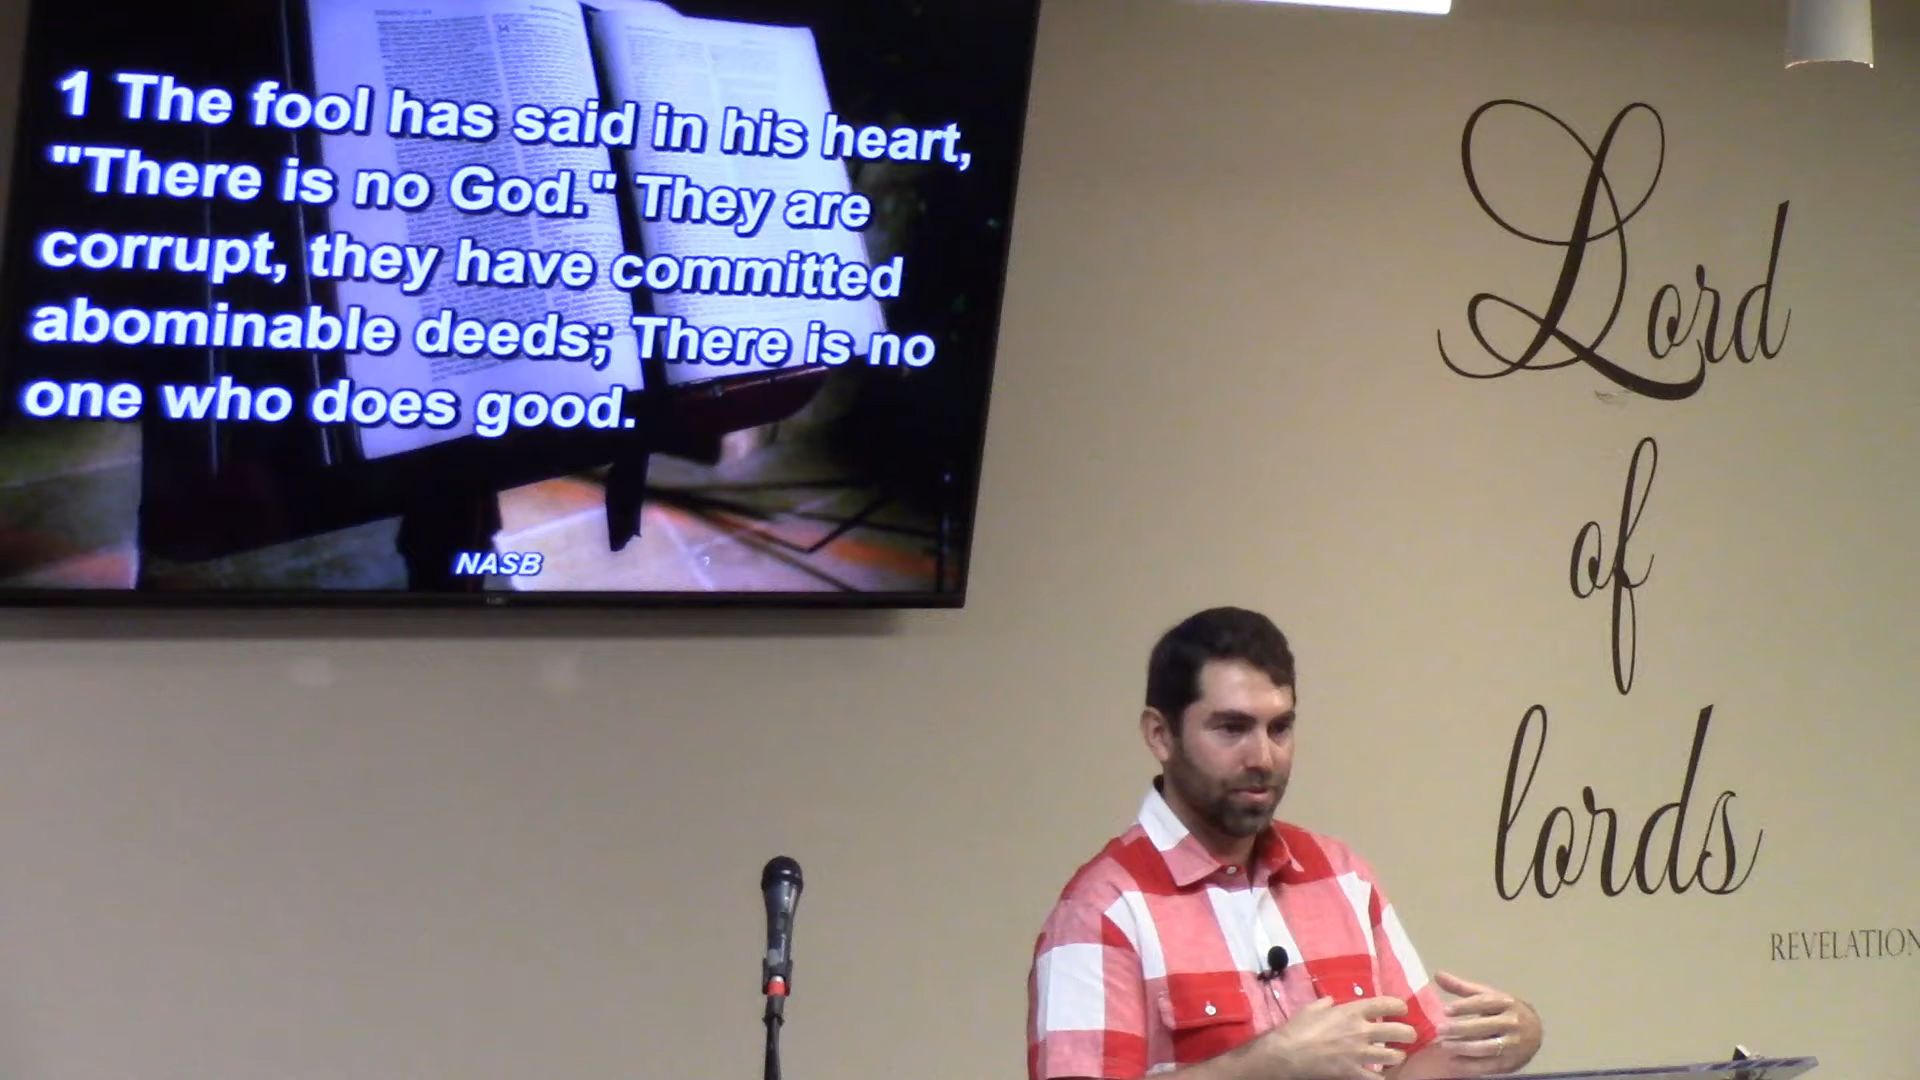 1 The fool has said in his heart,
"There is no God." They are
corrupt, they have committed
abominable deeds; There is no
one who does good.
NASB
Lord
of
lords
REVELATION